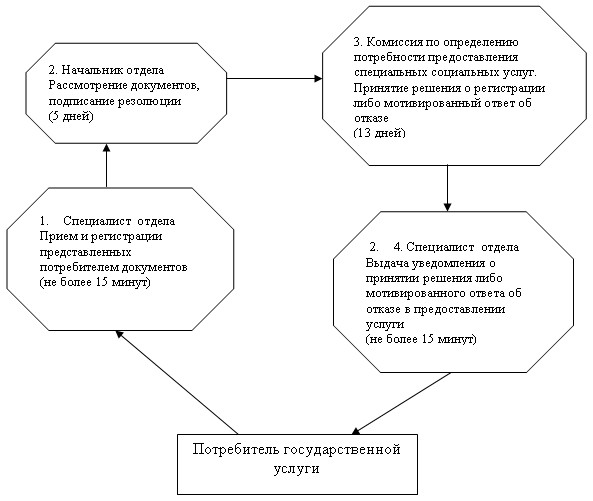 2. Начальник отдела
Рассмотрение документов,
подписание резолюции
(5 дней)
3. Комиссия по определению
потребности предоставления
специальных социальных услуг.
Принятие решения о регистрации
либо мотивированный ответ об
отказе
(13 дней)
1. Специалист отдела
Прием и регистрации
представленных
потребителем документов
(не более 15 минут)
2. 4. Специалист отдела
Выдача уведомления о
принятии решения либо
мотивированного ответа об
отказе в предоставлении
услуги
(не более 15 минут)
Потребитель государственной
услуги